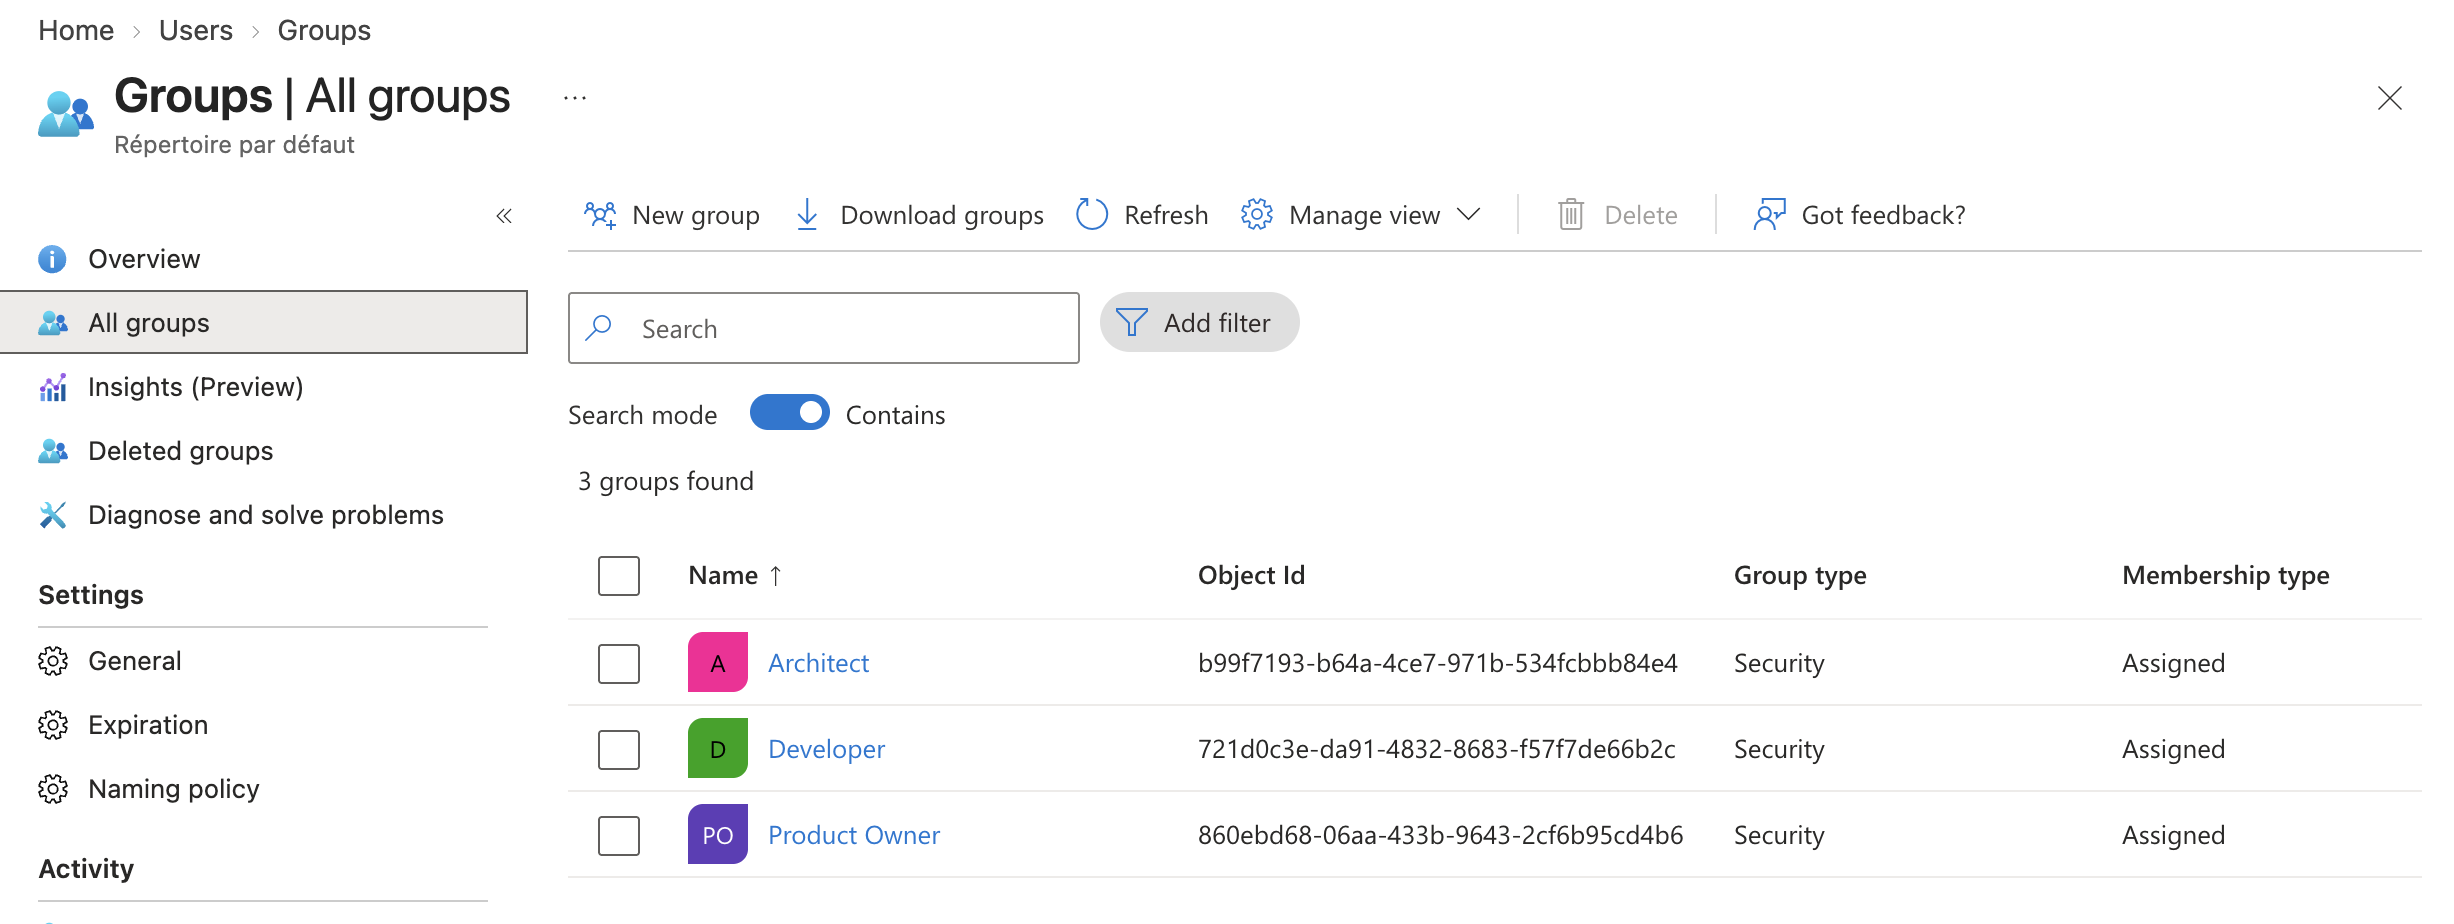 Home > Users > Groups
Groups | All groups ...
Répertoire par défaut
«
Overview
All groups
Insights (Preview)
Deleted groups
Diagnose and solve problems
Settings
General
Expiration
Naming policy
Activity
New group Download groups Refresh Manage view Delete Got feedback?
Search Add filter
Search mode Contains
3 groups found
Name ↑ Object Id Group type Membership type
A Architect b99f7193-b64a-4ce7-971b-534fcbbb84e4 Security Assigned
D Developer 721d0c3e-da91-4832-8683-f57f7de66b2c Security Assigned
PO Product Owner 860ebd68-06aa-433b-9643-2cf6b95cd4b6 Security Assigned